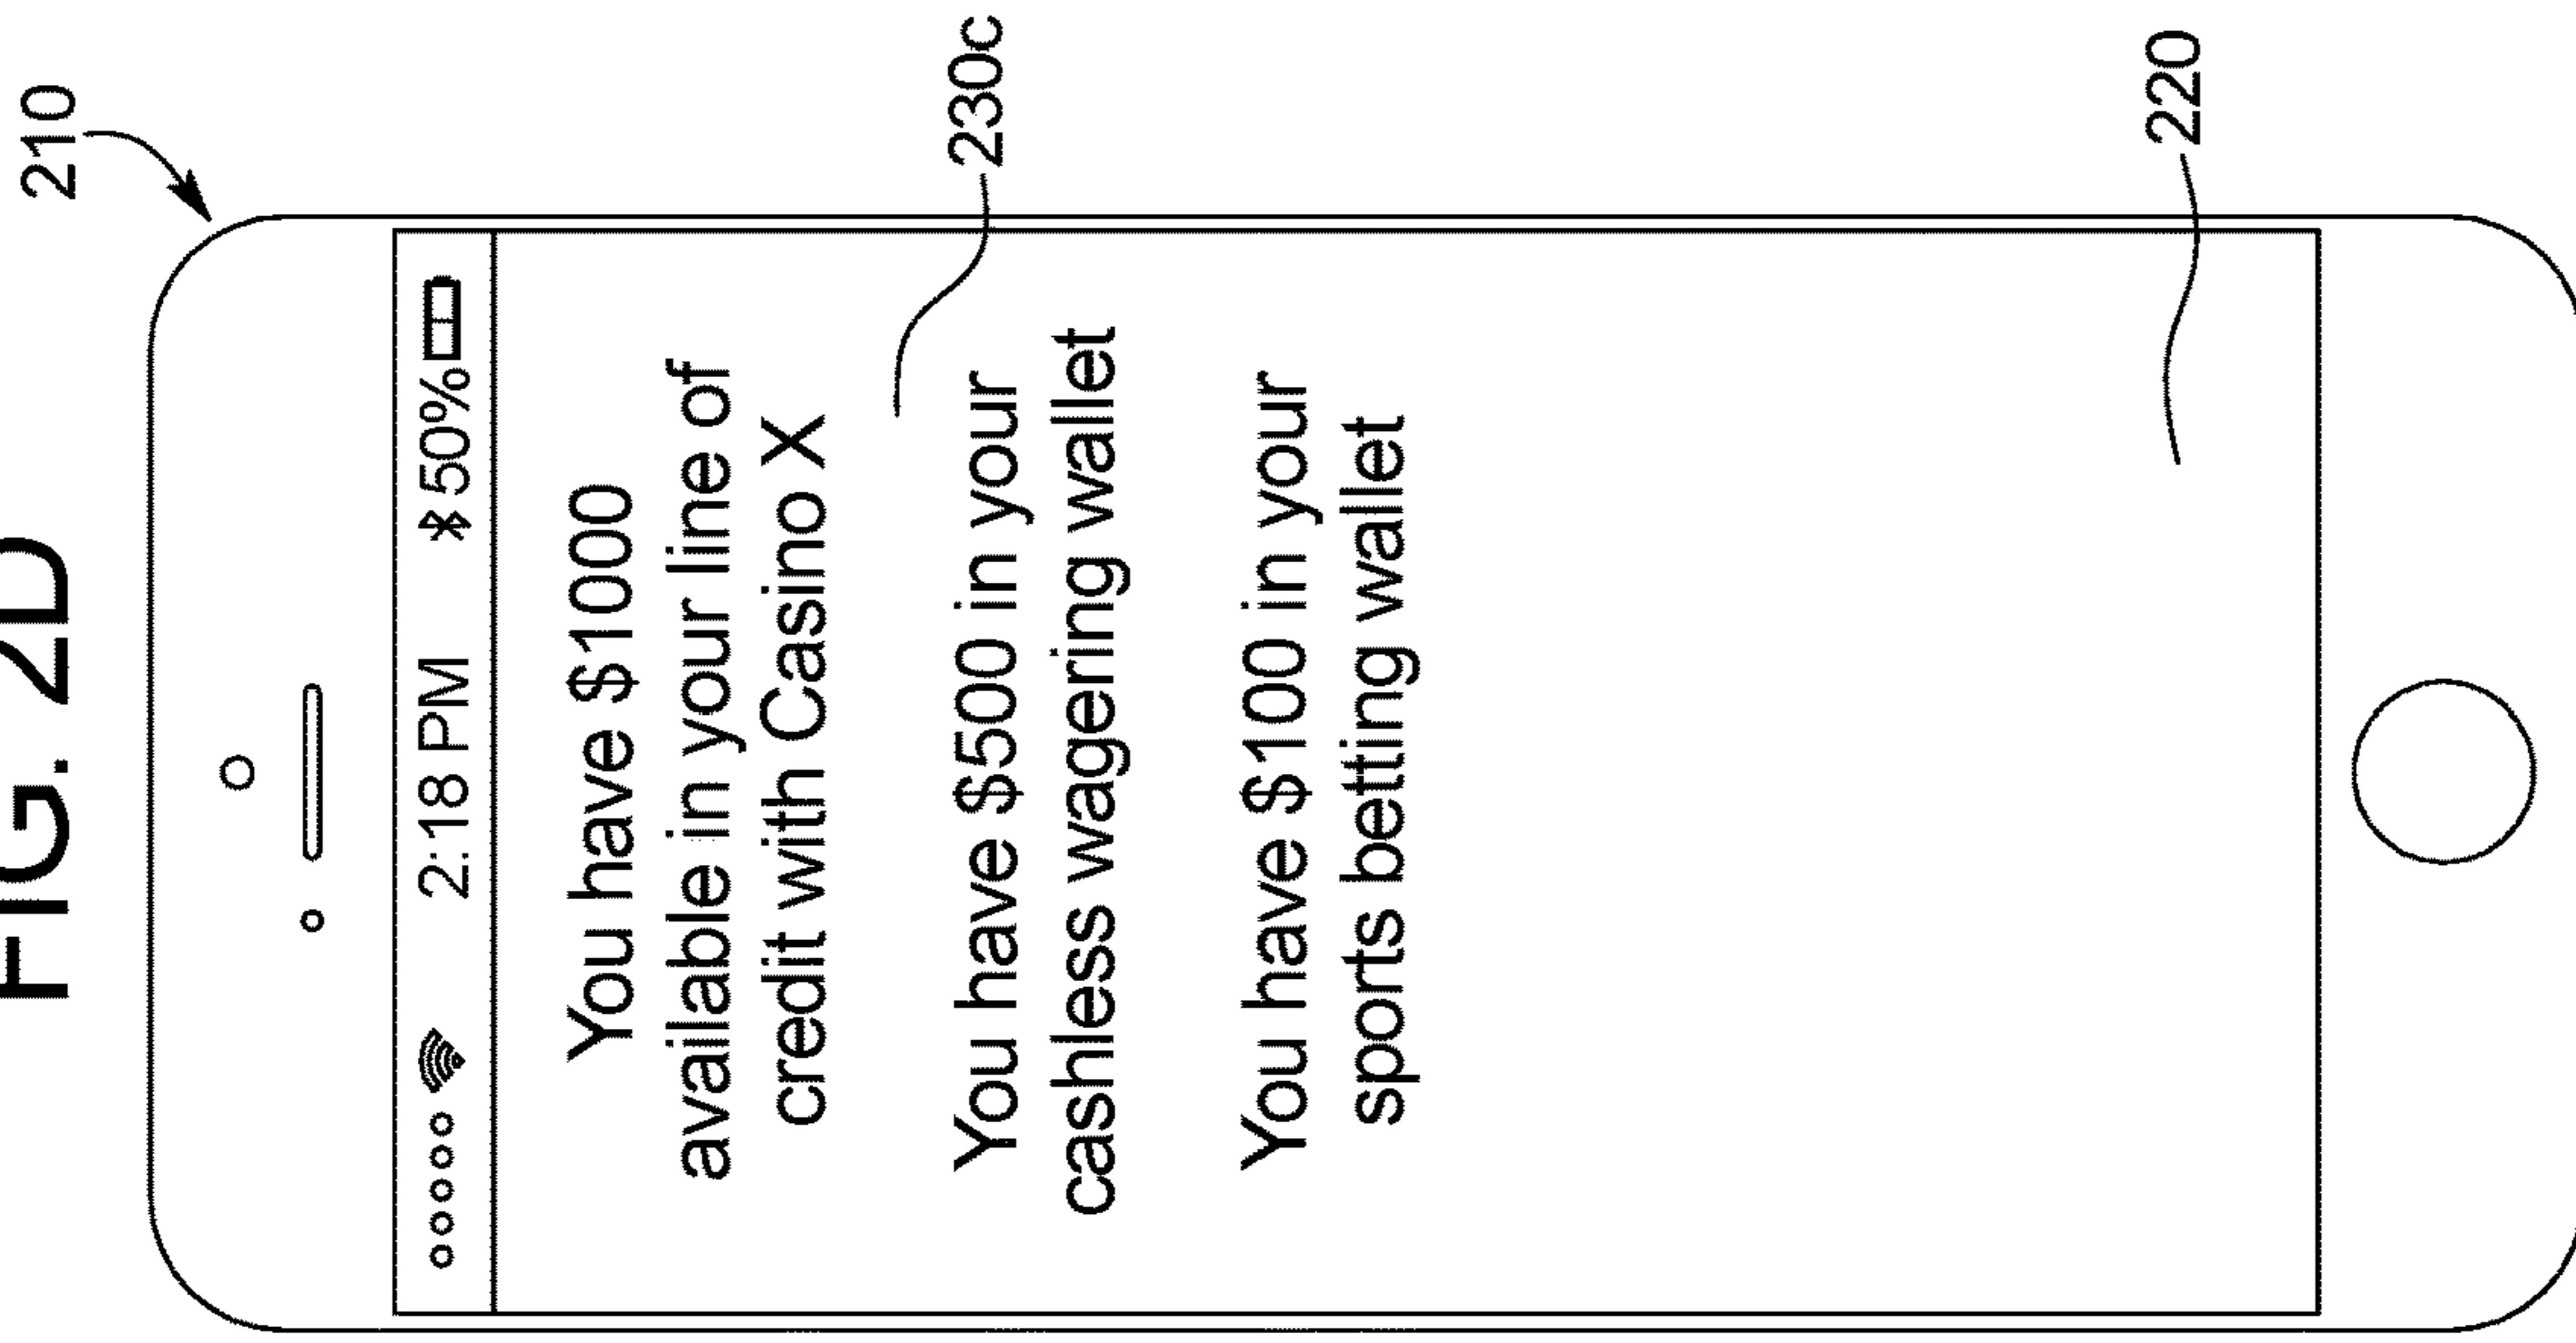 FIG. 2D
210
2:18 PM 50%
You have $1000
available in your line of
credit with Casino X
230c
You have $500 in your
cashless wagering wallet
You have $100 in your
sports betting wallet
220